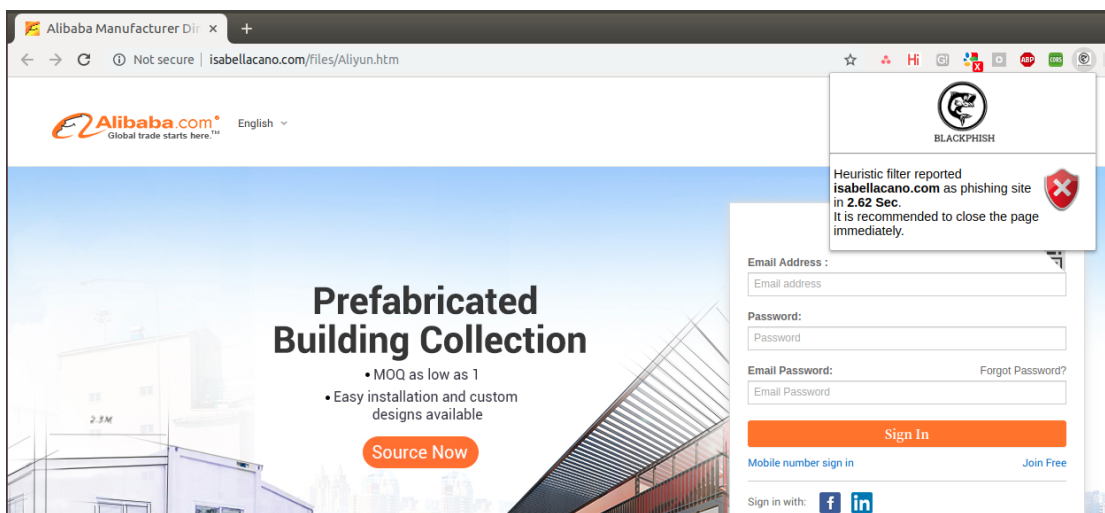 Alibaba Manufacturer Dir
Not secure | isabellacano.com/files/Aliyun.htm
Hi
G!
X
ABP
CORS
Alibaba.com
Global trade starts here.™
English
BLACKPHISH
Heuristic filter reported
isabellacano.com as phishing site
in 2.62 Sec.
It is recommended to close the page
immediately.
Prefabricated
Building Collection
• MOQ as low as 1
• Easy installation and custom
designs available
Source Now
2.3M
Email Address :
Email address
Password:
Password
Email Password: Forgot Password?
Email Password
Sign In
Mobile number sign in Join Free
Sign in with: f in